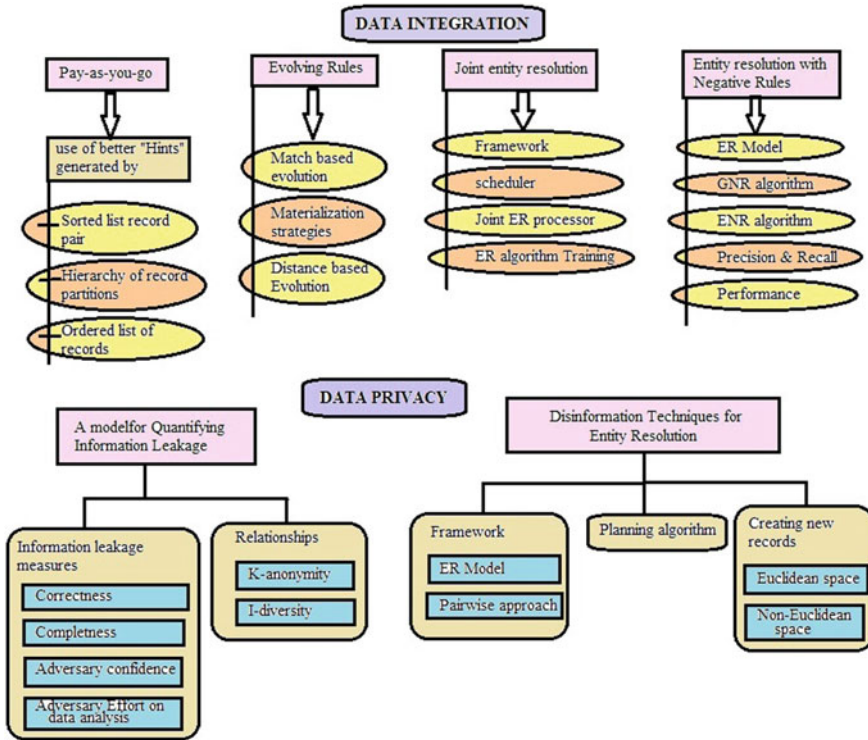 DATA INTEGRATION
Pay-as-you-go
use of better "Hints"
generated by
Sorted list record
pair
Hierarchy of record
partitions
Ordered list of
records
Evolving Rules
Match based
evolution
Materialization
strategies
Distance based
Evolution
Joint entity resolution
Framework
scheduler
Joint ER processor
ER algorithm Training
Entity resolution with
Negative Rules
ER Model
GNR algorithm
ENR algorithm
Precision & Recall
Performance
DATA PRIVACY
A modelfor Quantifying
Information Leakage
Information leakage
measures
Correctness
Completness
Adversary confidence
Adversary Effort on
data analysis
Relationships
K-anonymity
I-diversity
Disinformation Techniques for
Entity Resolution
Framework
ER Model
Pairwise approach
Planning algorithm
Creating new
records
Euclidean space
Non-Euclidean
space